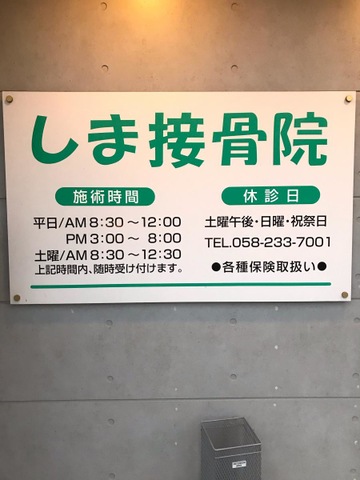 しま接骨院
施術時間
平日/AM 8:30〜12:00
PM 3:00〜 8:00
土曜/AM 8:30〜12:30
上記時間内、随時受け付けます。
休診日
土曜午後・日曜・祝祭日
TEL.058-233-7001
●各種保険取扱い●